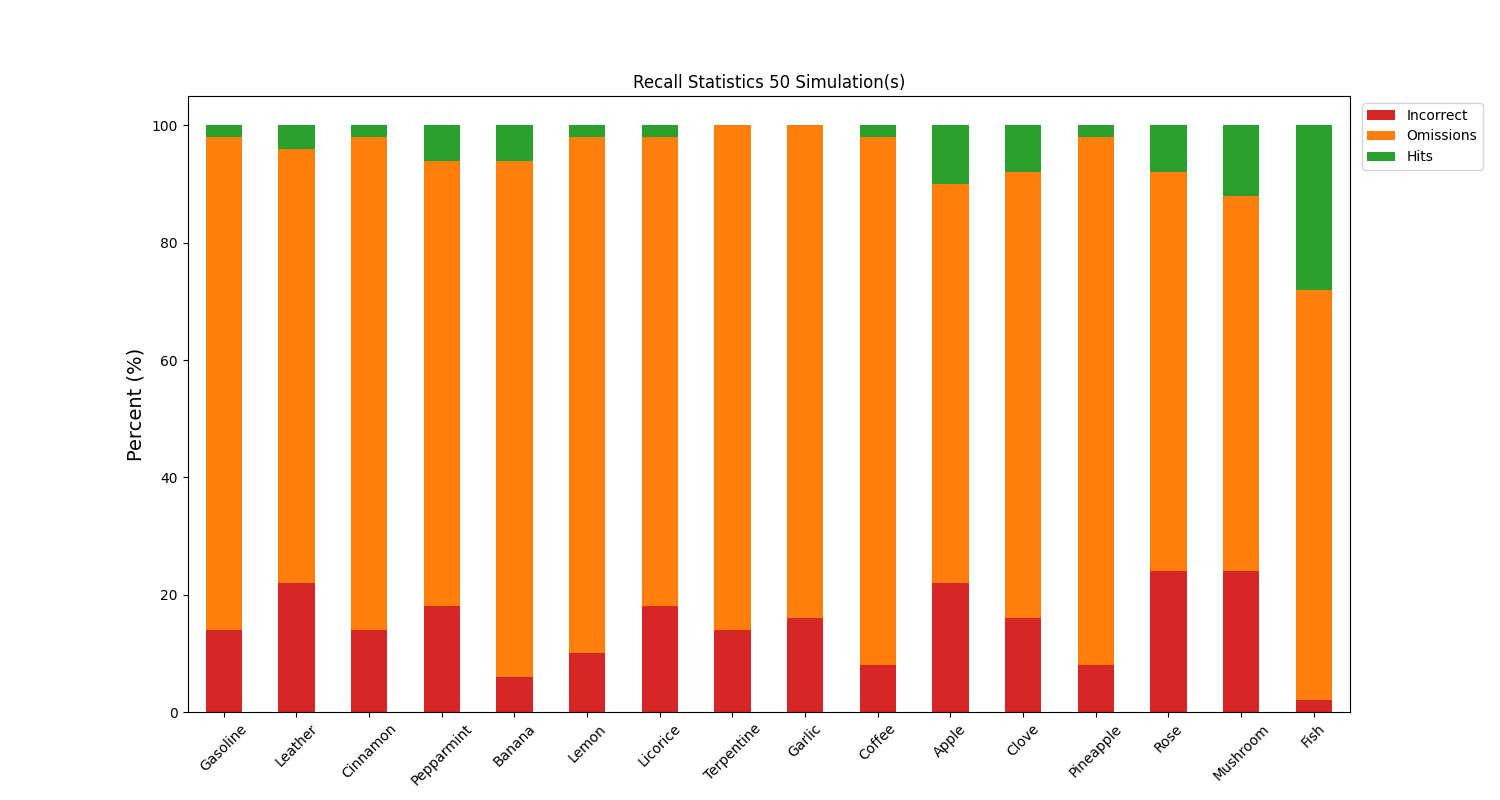 Recall Statistics 50 Simulation(s)
Incorrect
Omissions
Hits
Percent (%)
100
80
60
40
20
0
Gasoline
Leather
Cinnamon
Pepparmint
Banana
Lemon
Licorice
Terpentine
Garlic
Coffee
Apple
Clove
Pineapple
Rose
Mushroom
Fish